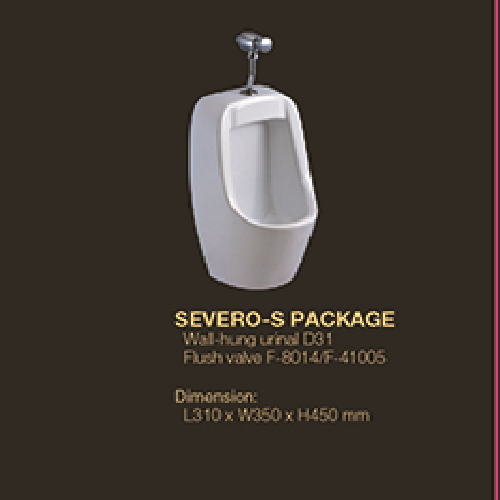 SEVERO-S PACKAGE
Wall-hung urinal D31
Flush valve F-8014/F-41005
Dimension:
L310 x W350 x H450 mm